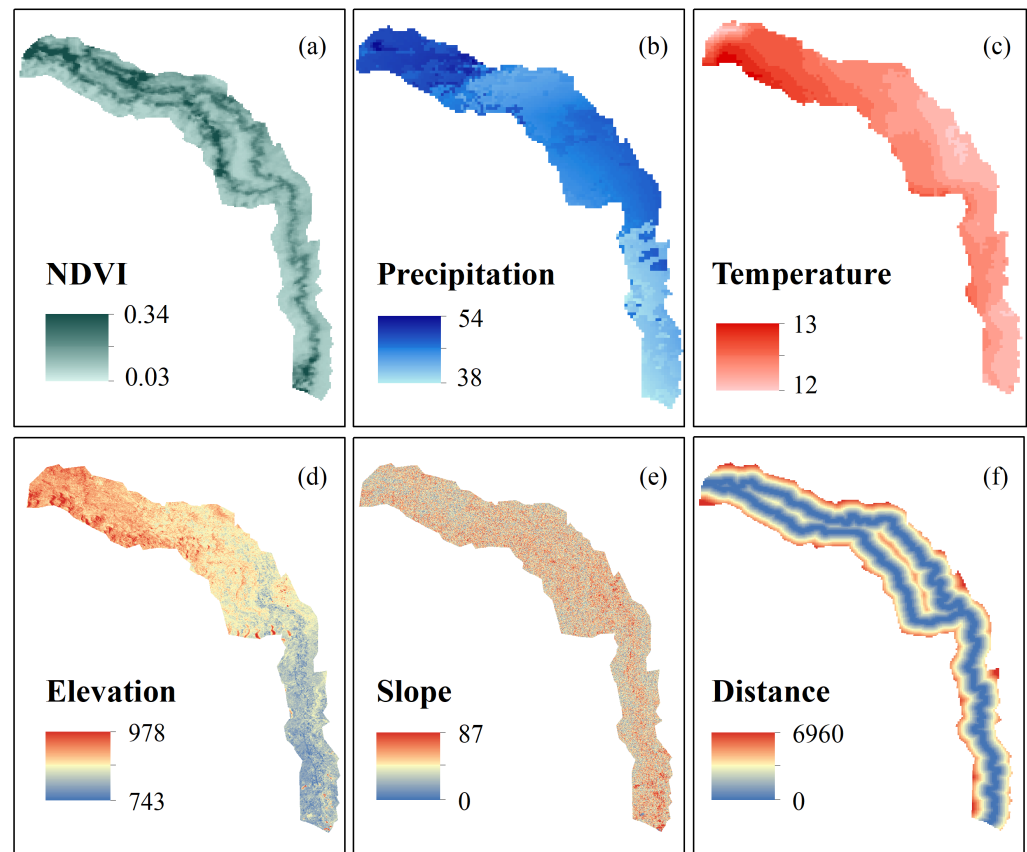 (a)
NDVI
0.34
0.03
(b)
Precipitation
54
38
(c)
Temperature
13
12
(d)
Elevation
978
743
(e)
Slope
87
0
(f)
Distance
6960
0